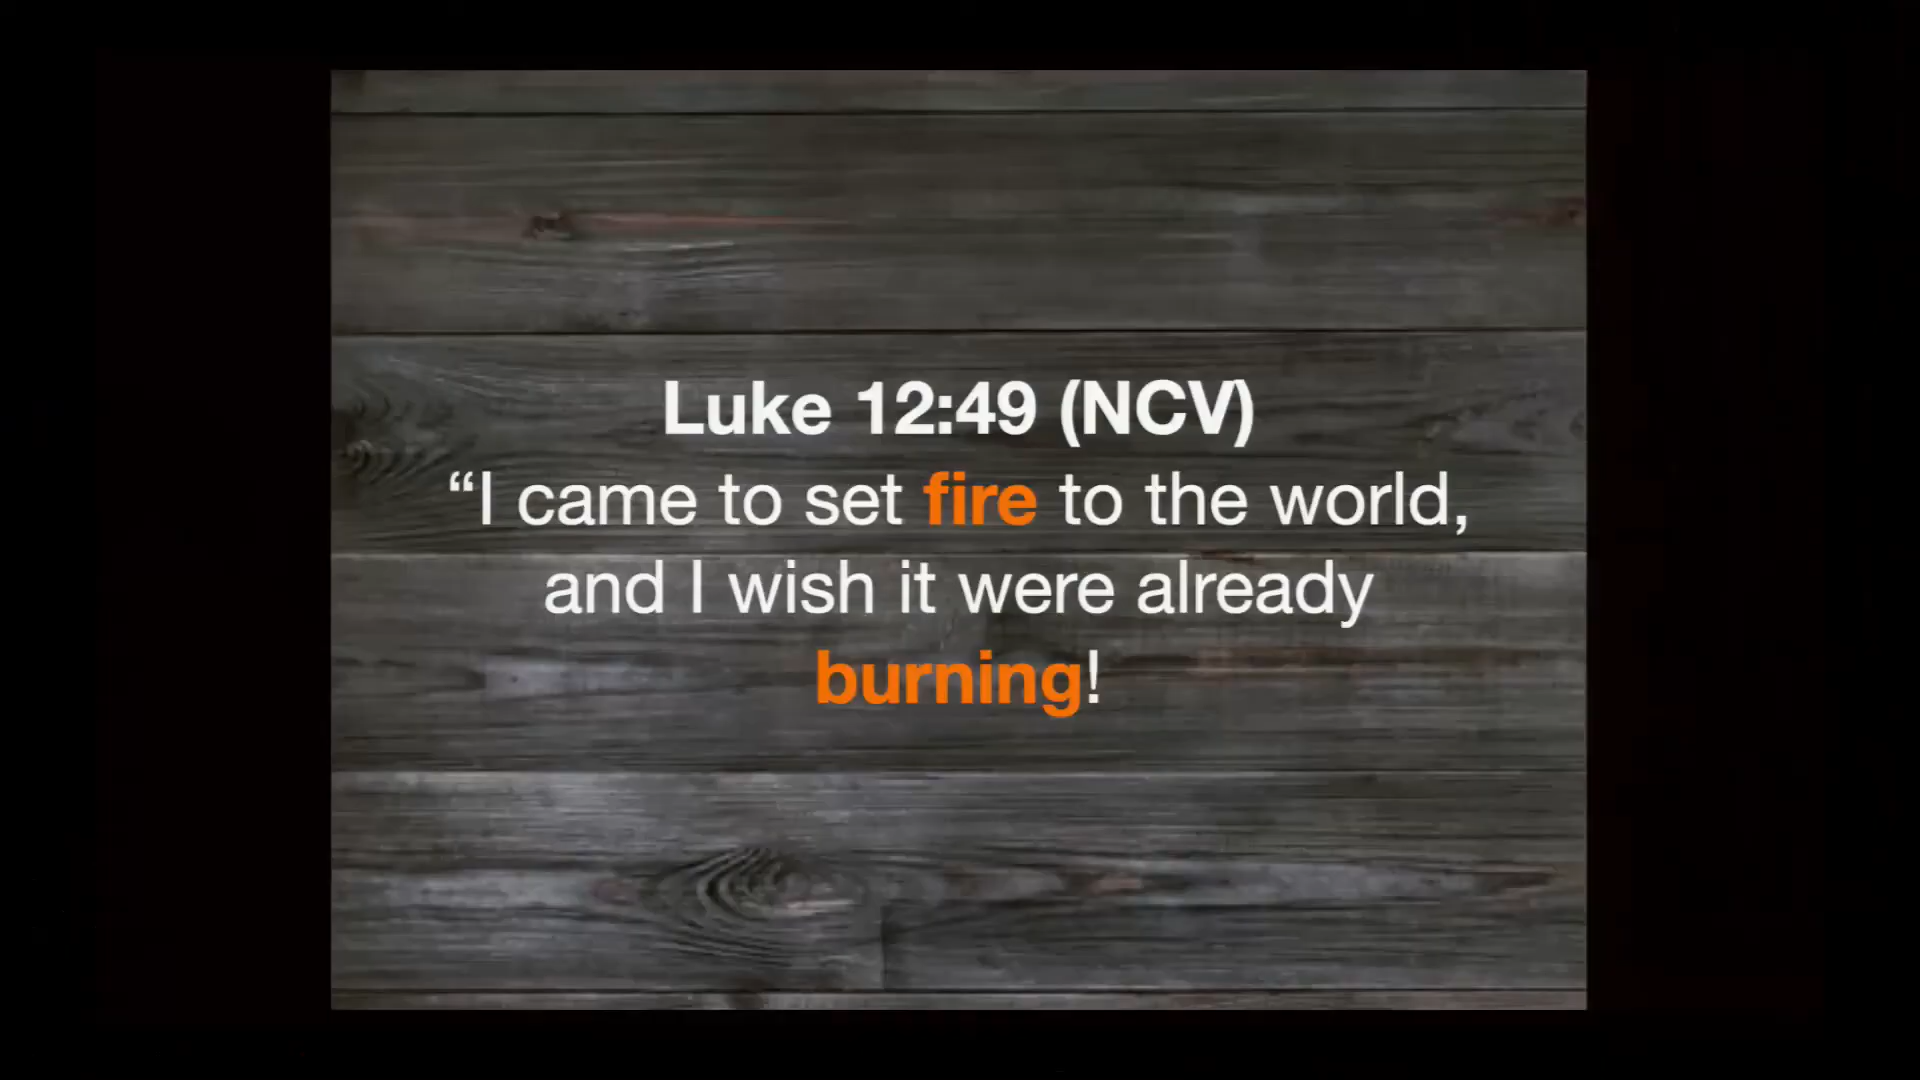 Luke 12:49 (NCV)
“I came to set fire to the world,
and I wish it were already
burning!